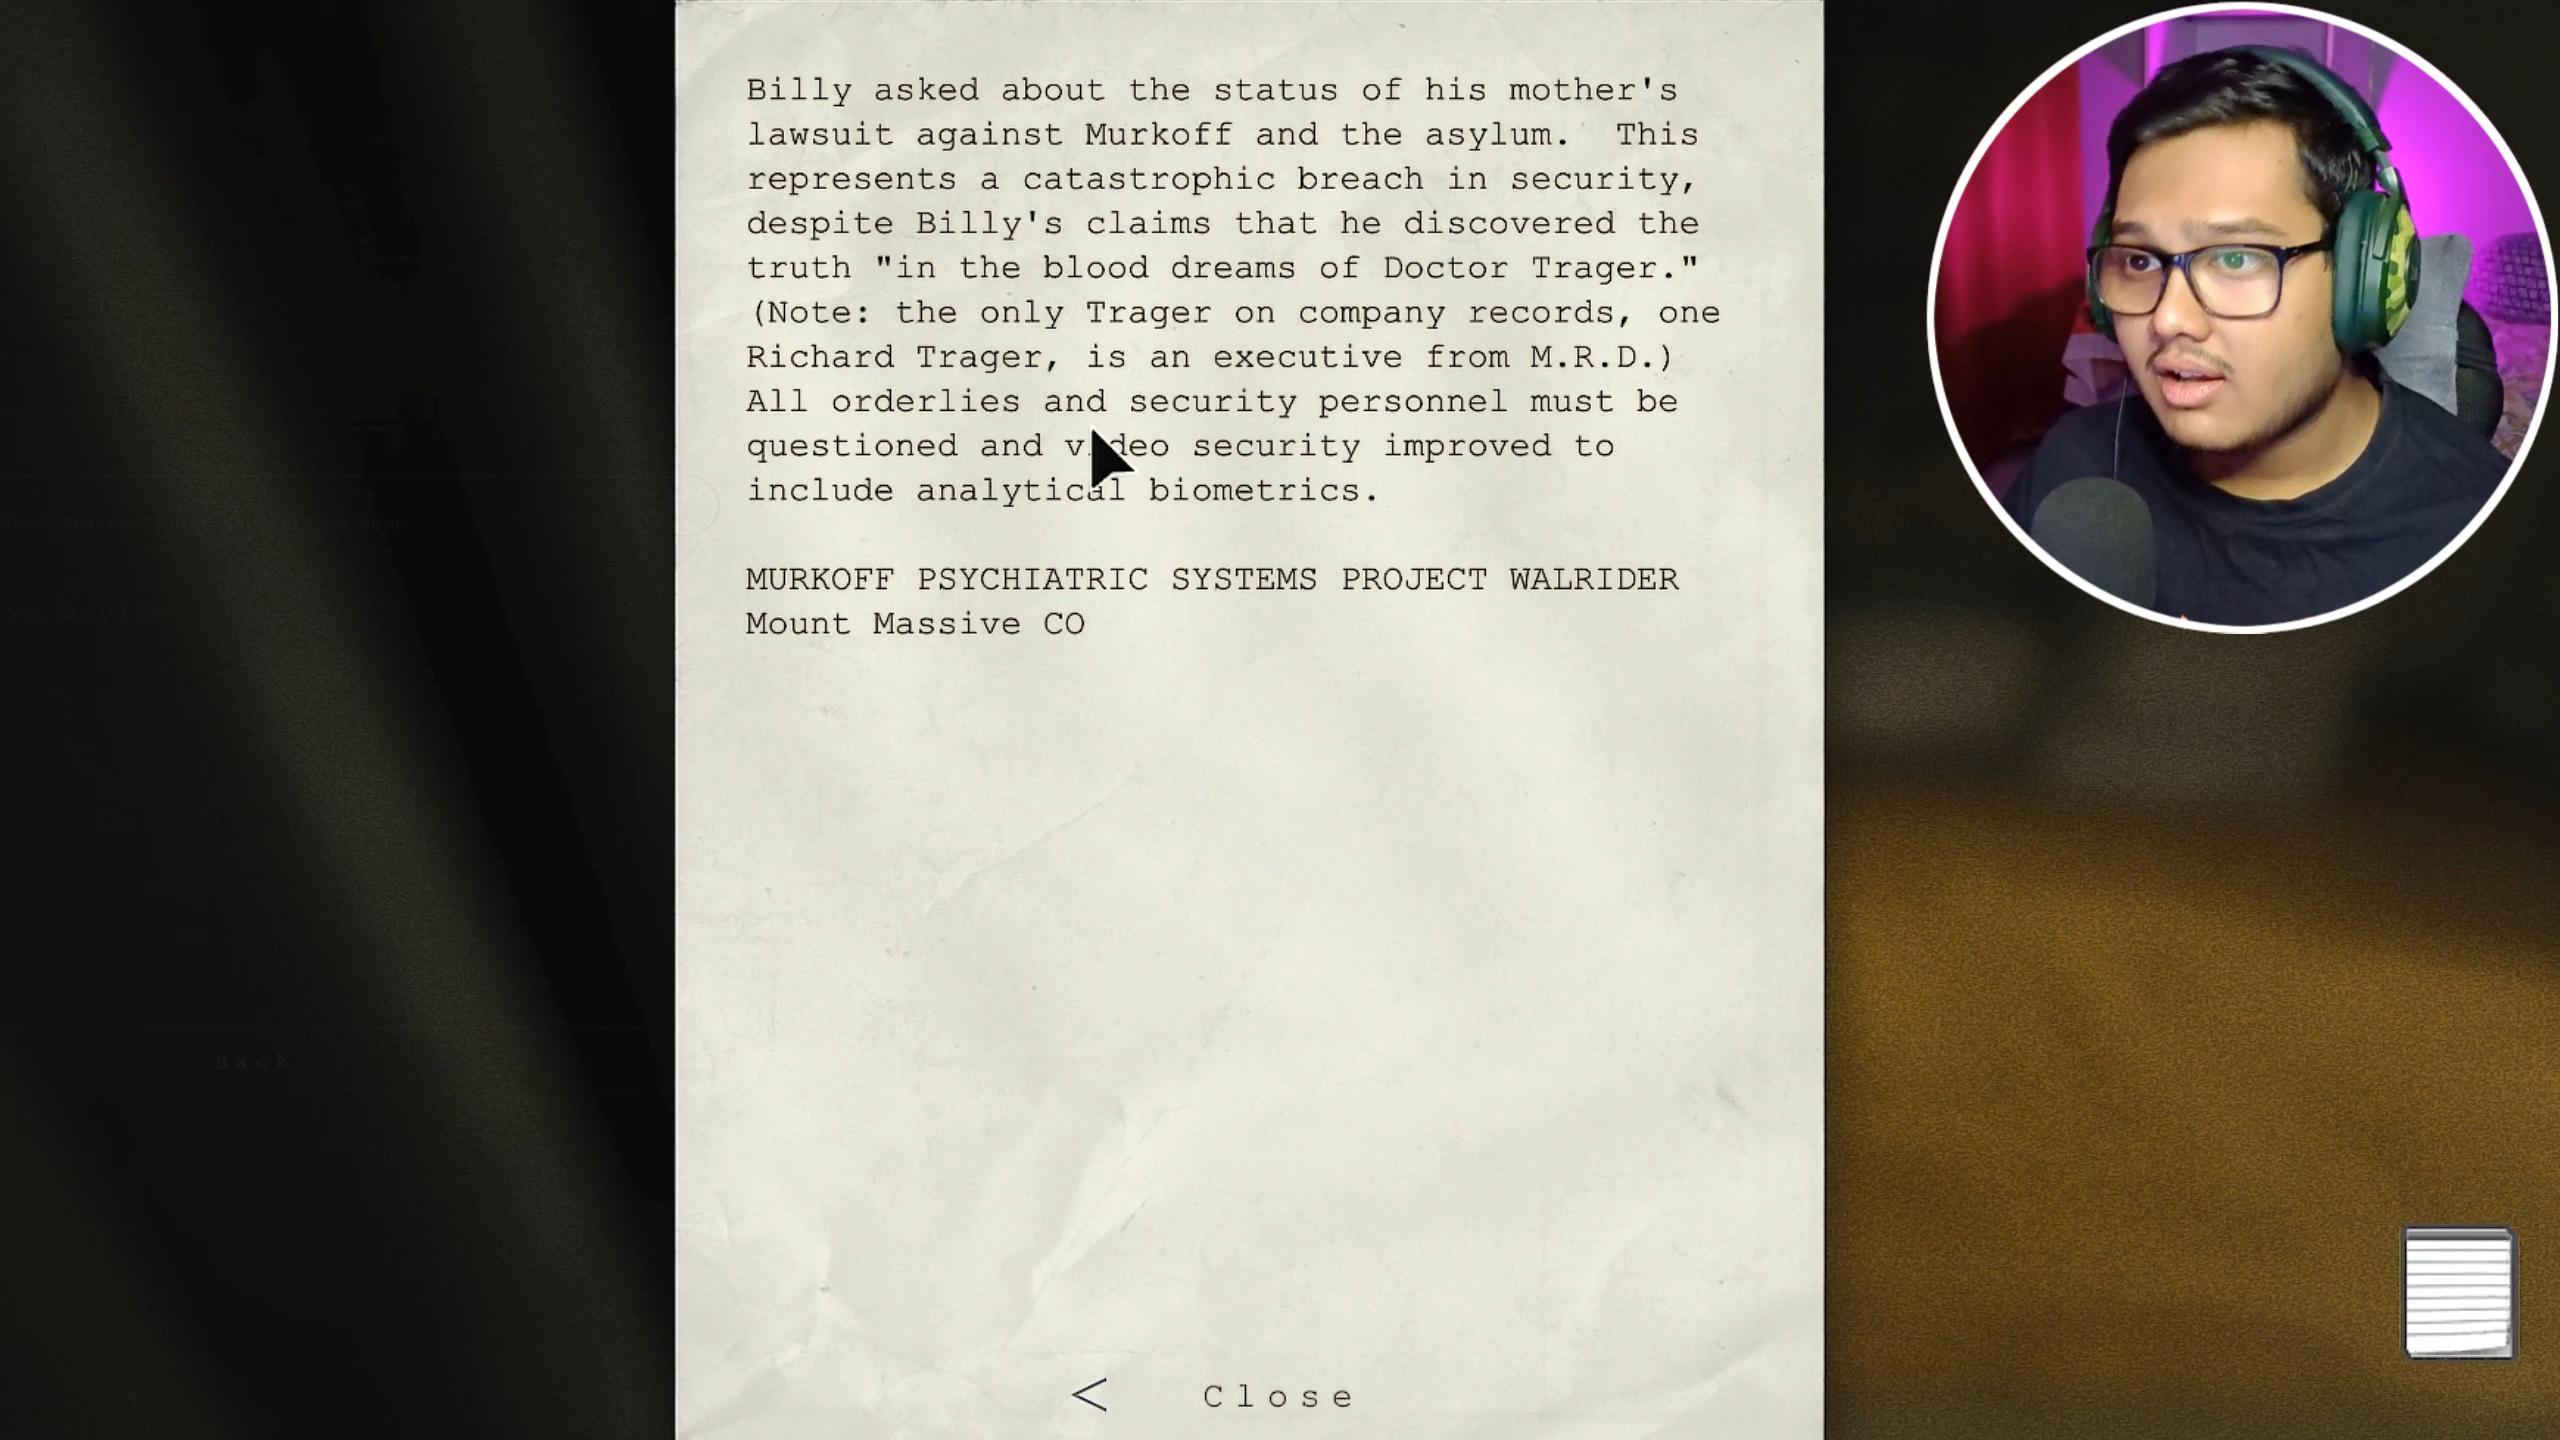 Billy asked about the status of his mother's
lawsuit against Murkoff and the asylum.  This
represents a catastrophic breach in security,
despite Billy's claims that he discovered the
truth "in the blood dreams of Doctor Trager."
(Note: the only Trager on company records, one
Richard Trager, is an executive from M.R.D.)
All orderlies and security personnel must be
questioned and video security improved to
include analytical biometrics.
MURKOFF PSYCHIATRIC SYSTEMS PROJECT WALRIDER
Mount Massive CO
Back
< Close